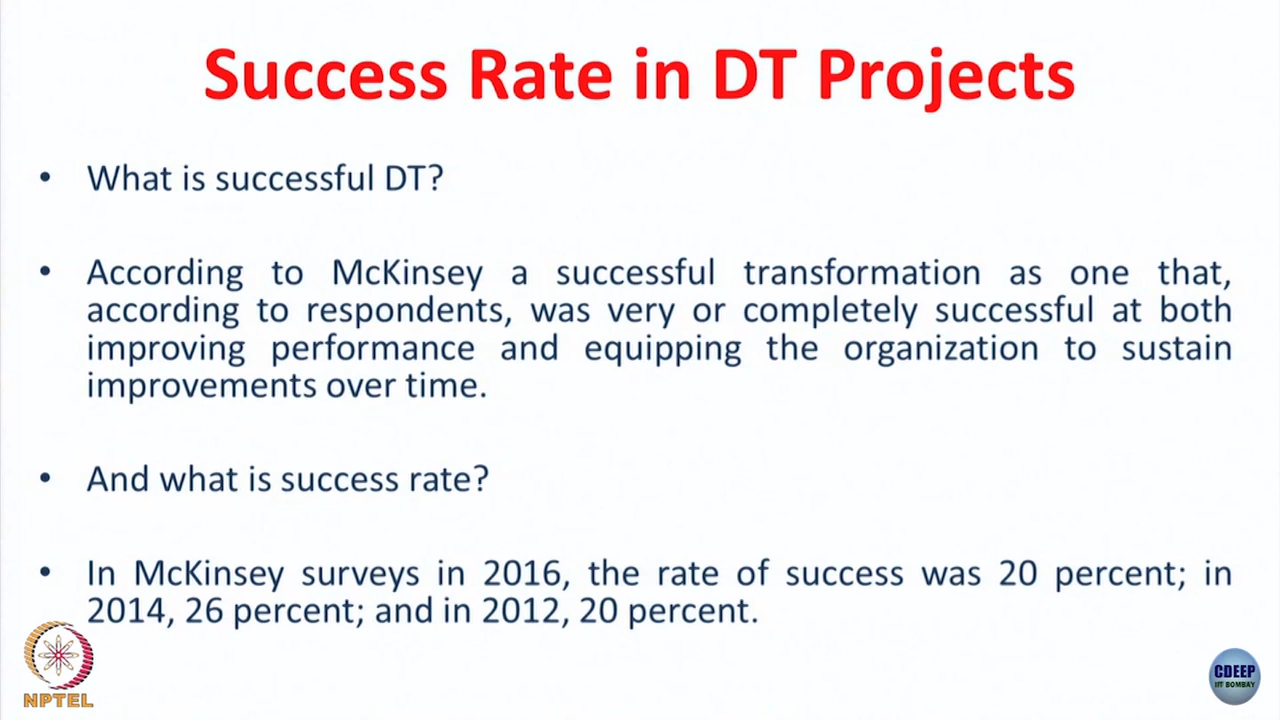 Success Rate in DT Projects
• What is successful DT?
• According to McKinsey a successful transformation as one that,
according to respondents, was very or completely successful at both
improving performance and equipping the organization to sustain
improvements over time.
• And what is success rate?
• In McKinsey surveys in 2016, the rate of success was 20 percent; in
2014, 26 percent; and in 2012, 20 percent.
NPTEL
CDEEP
IIT BOMBAY